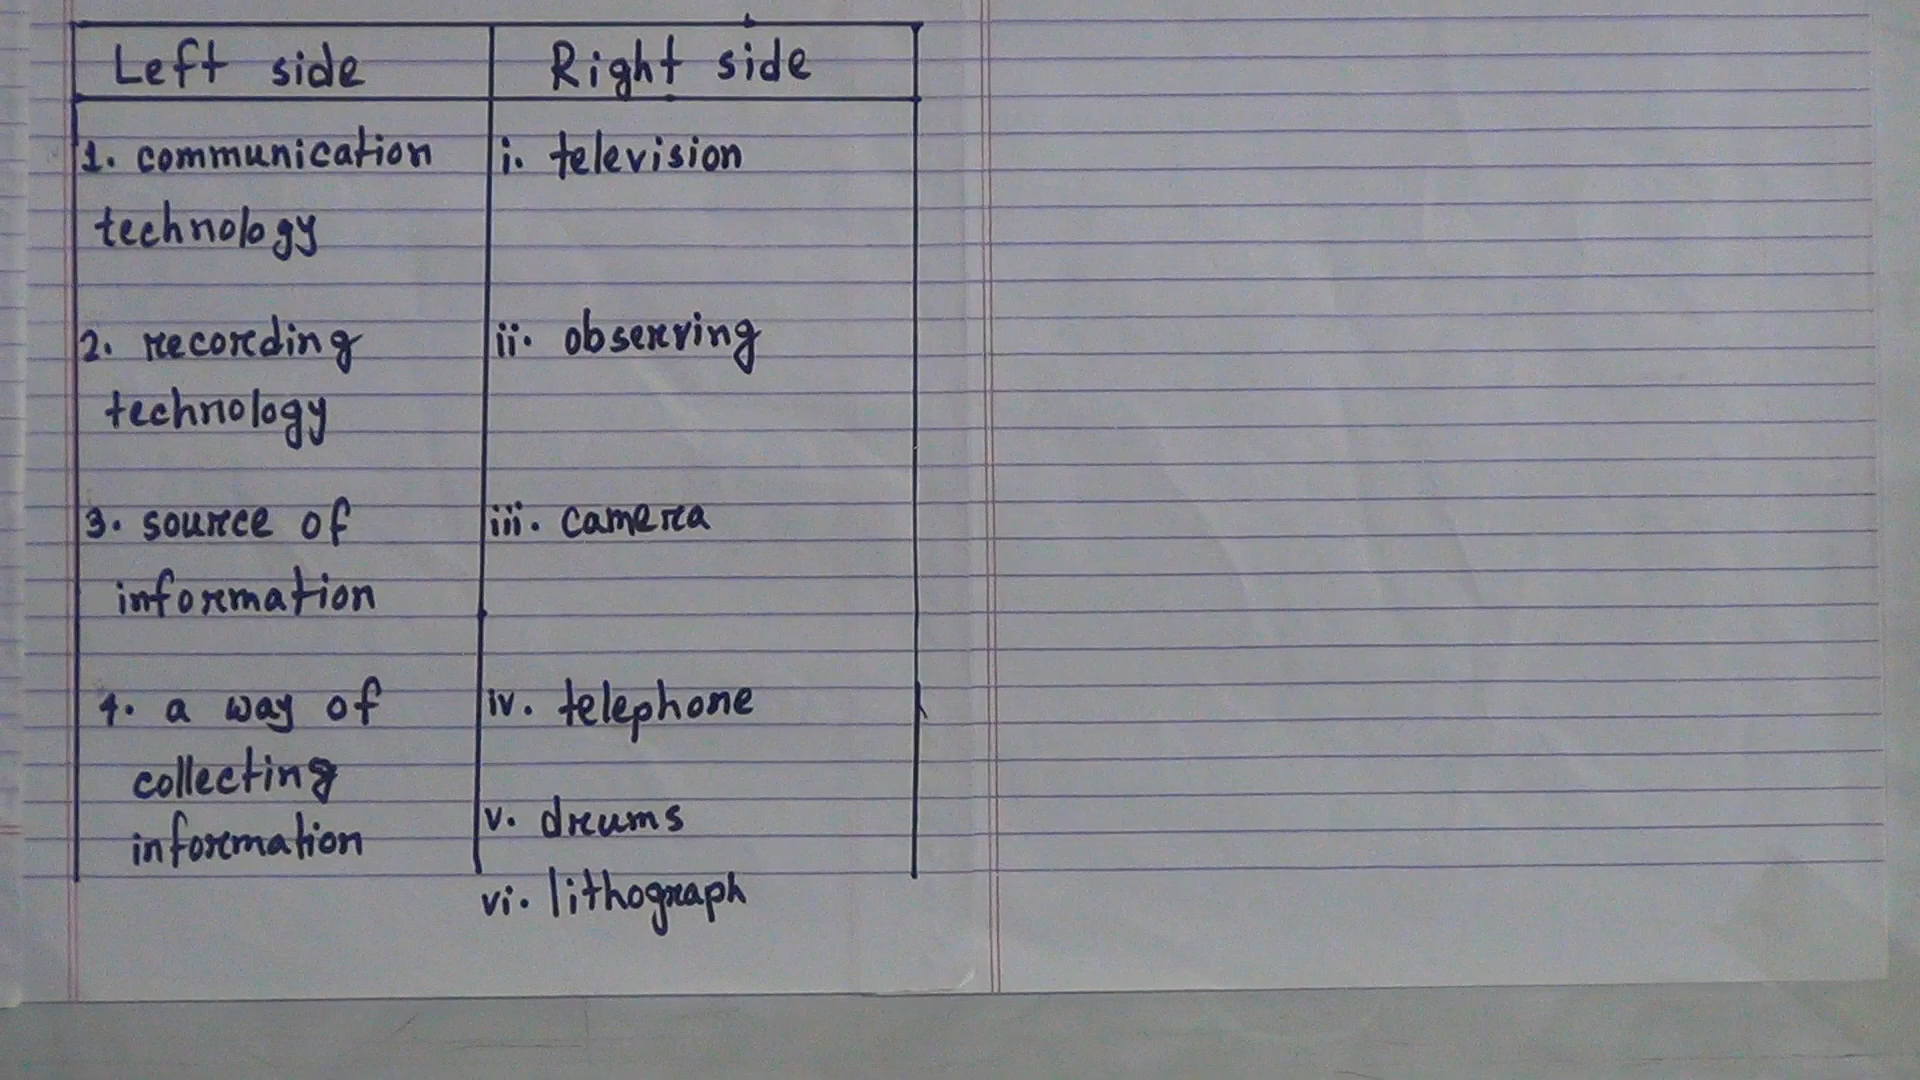 Left side Right side
1. communication i. television
technology
2. recording ii. observing
technology
3. source of iii. camera
information
4. a way of iv. telephone
collecting
information v. drums
vi. lithograph